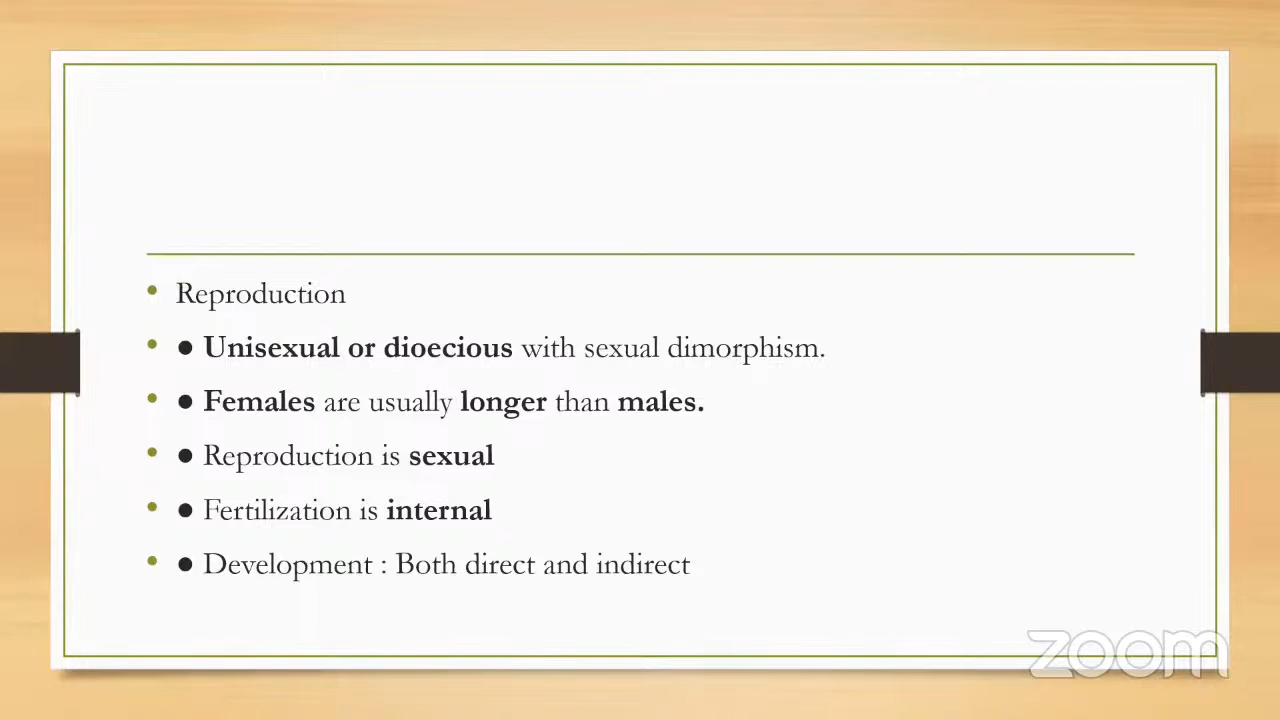 • Reproduction
• ● Unisexual or dioecious with sexual dimorphism.
• ● Females are usually longer than males.
• ● Reproduction is sexual
• ● Fertilization is internal
• ● Development : Both direct and indirect
zoom